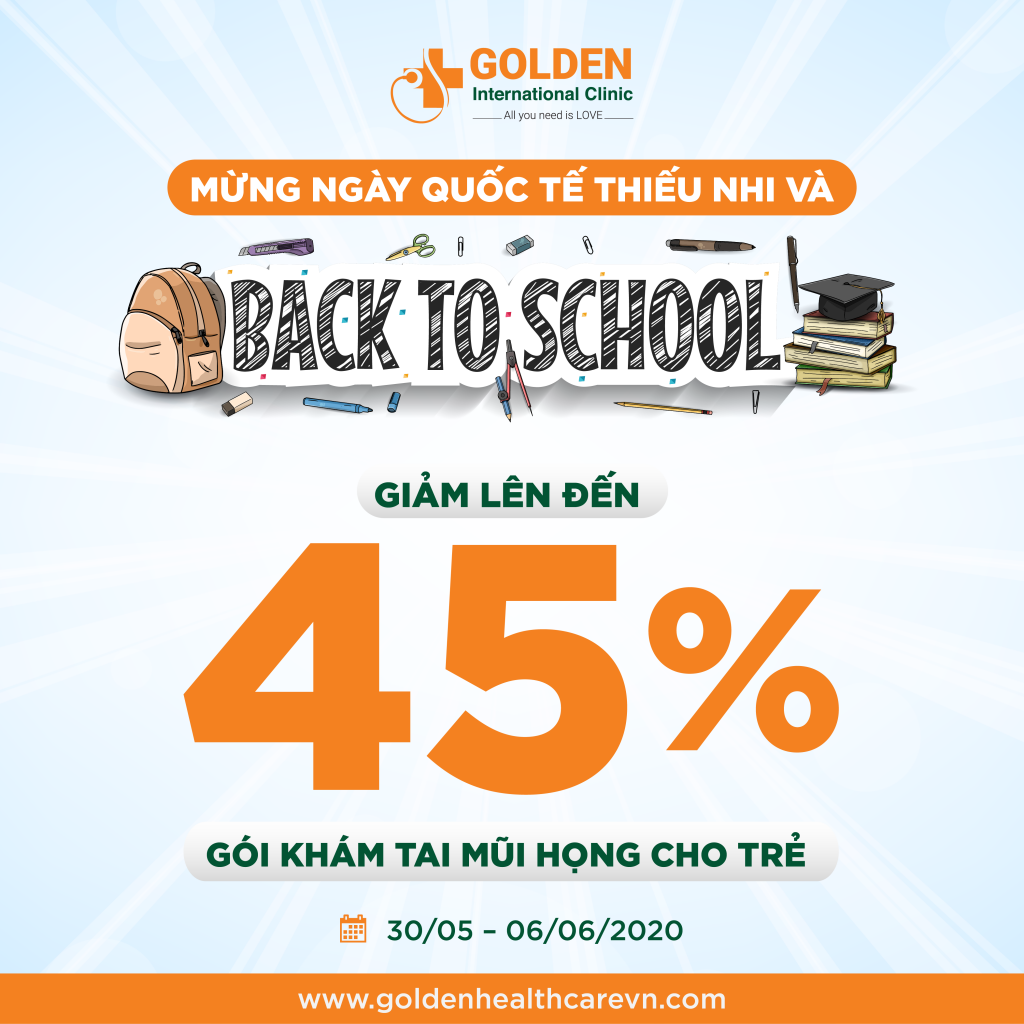 GOLDEN
International Clinic
All you need is LOVE
MỪNG NGÀY QUỐC TẾ THIẾU NHI VÀ
BACK TO SCHOOL
GIẢM LÊN ĐẾN
45%
GÓI KHÁM TAI MŨI HỌNG CHO TRẺ
30/05 – 06/06/2020
www.goldenhealthcarevn.com